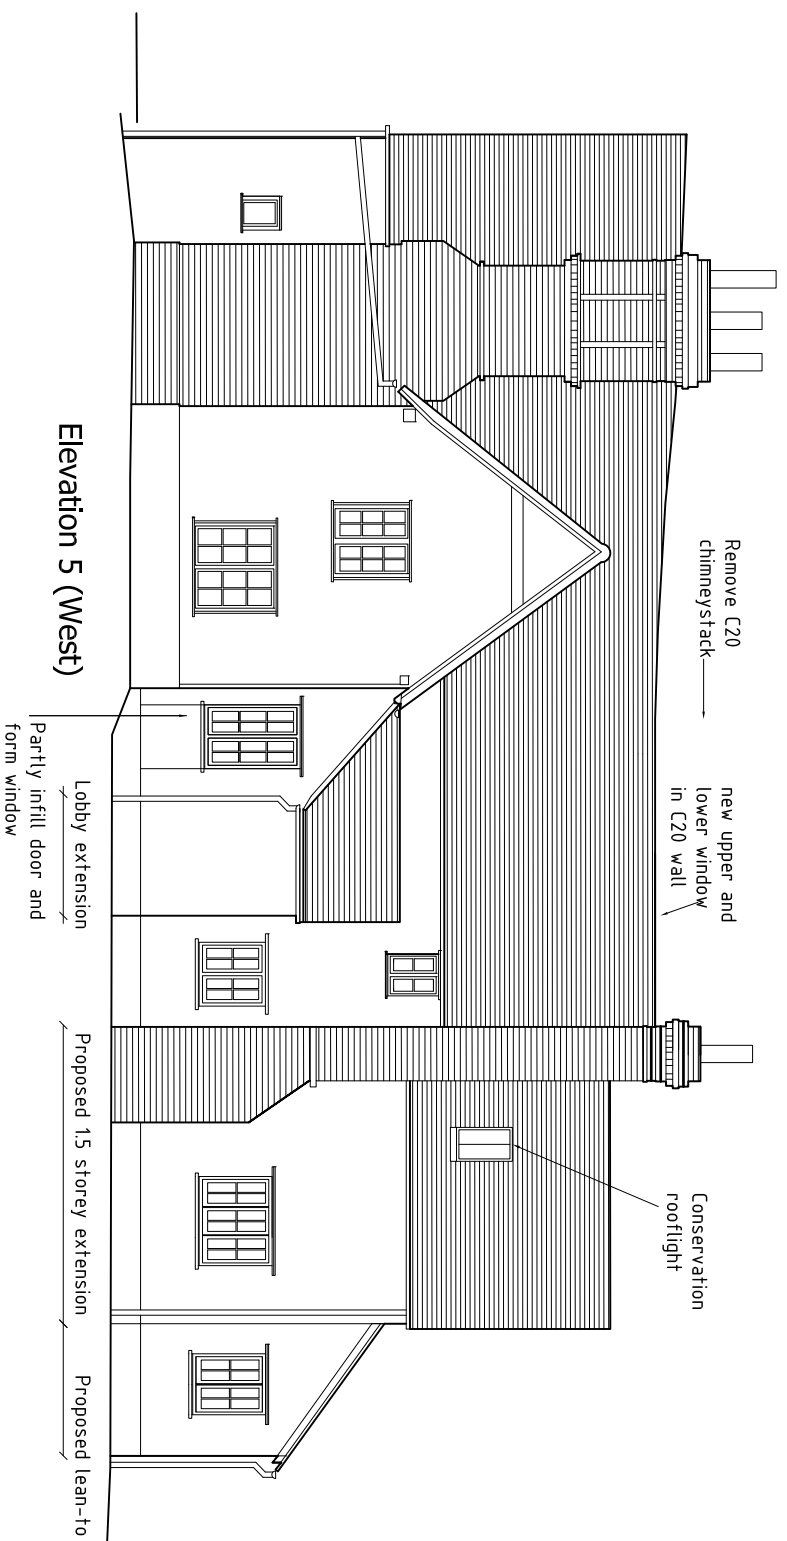 Remove C20
chimneystack
new upper and
lower window
in C20 wall
Conservation
rooflight
Elevation 5 (West)
Lobby extension
Proposed 1.5 storey extension
Proposed lean-to
Partly infill door and
form window